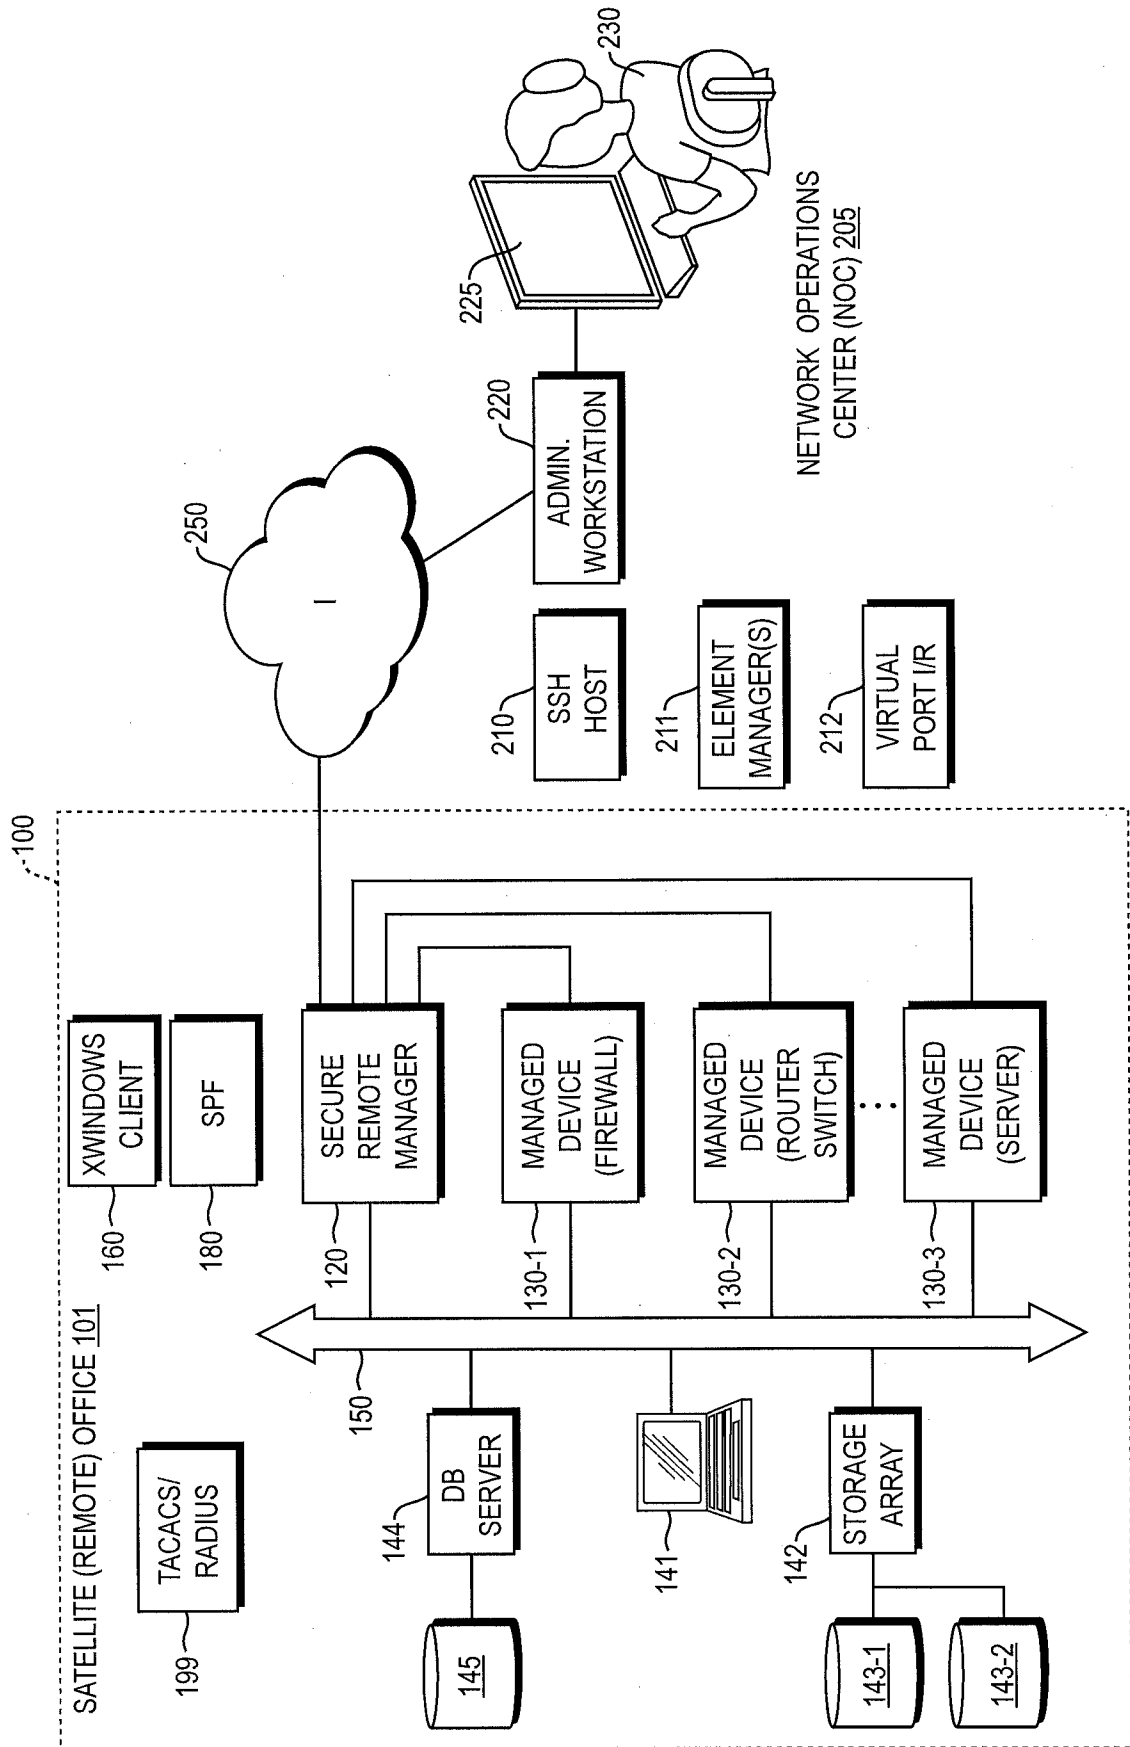 100
SATELLITE (REMOTE) OFFICE 101
TACACS/
RADIUS
199
XWINDOWS
CLIENT
160
SPF
180
SECURE
REMOTE
MANAGER
120
MANAGED
DEVICE
(FIREWALL)
130-1
MANAGED
DEVICE
(ROUTER
SWITCH)
130-2
MANAGED
DEVICE
(SERVER)
130-3
150
DB
SERVER
144
145
141
STORAGE
ARRAY
142
143-1
143-2
250
I
ADMIN.
WORKSTATION
220
225
230
SSH
HOST
210
ELEMENT
MANAGER(S)
211
VIRTUAL
PORT I/R
212
NETWORK OPERATIONS
CENTER (NOC) 205